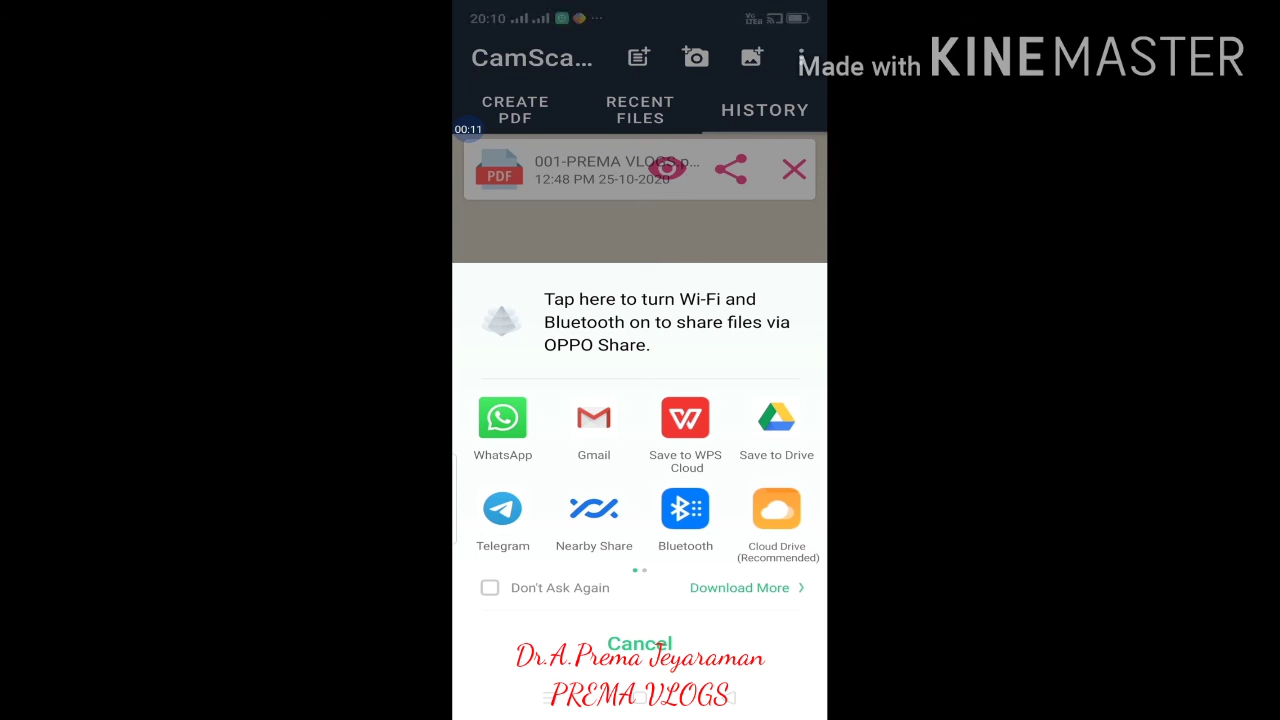 20:10
VO
LTEB
Made with KINEMASTER
CamSca...
CREATE
PDF
RECENT
FILES
HISTORY
00:11
PDF
001-PREMA VLOGS.p...
12:48 PM 25-10-2020
Tap here to turn Wi-Fi and
Bluetooth on to share files via
OPPO Share.
WhatsApp
Gmail
Save to WPS
Cloud
Save to Drive
Telegram
Nearby Share
Bluetooth
Cloud Drive
(Recommended)
Don't Ask Again
Download More
Cancel
Dr.A.Prema Jeyaraman
PREMA VLOGS